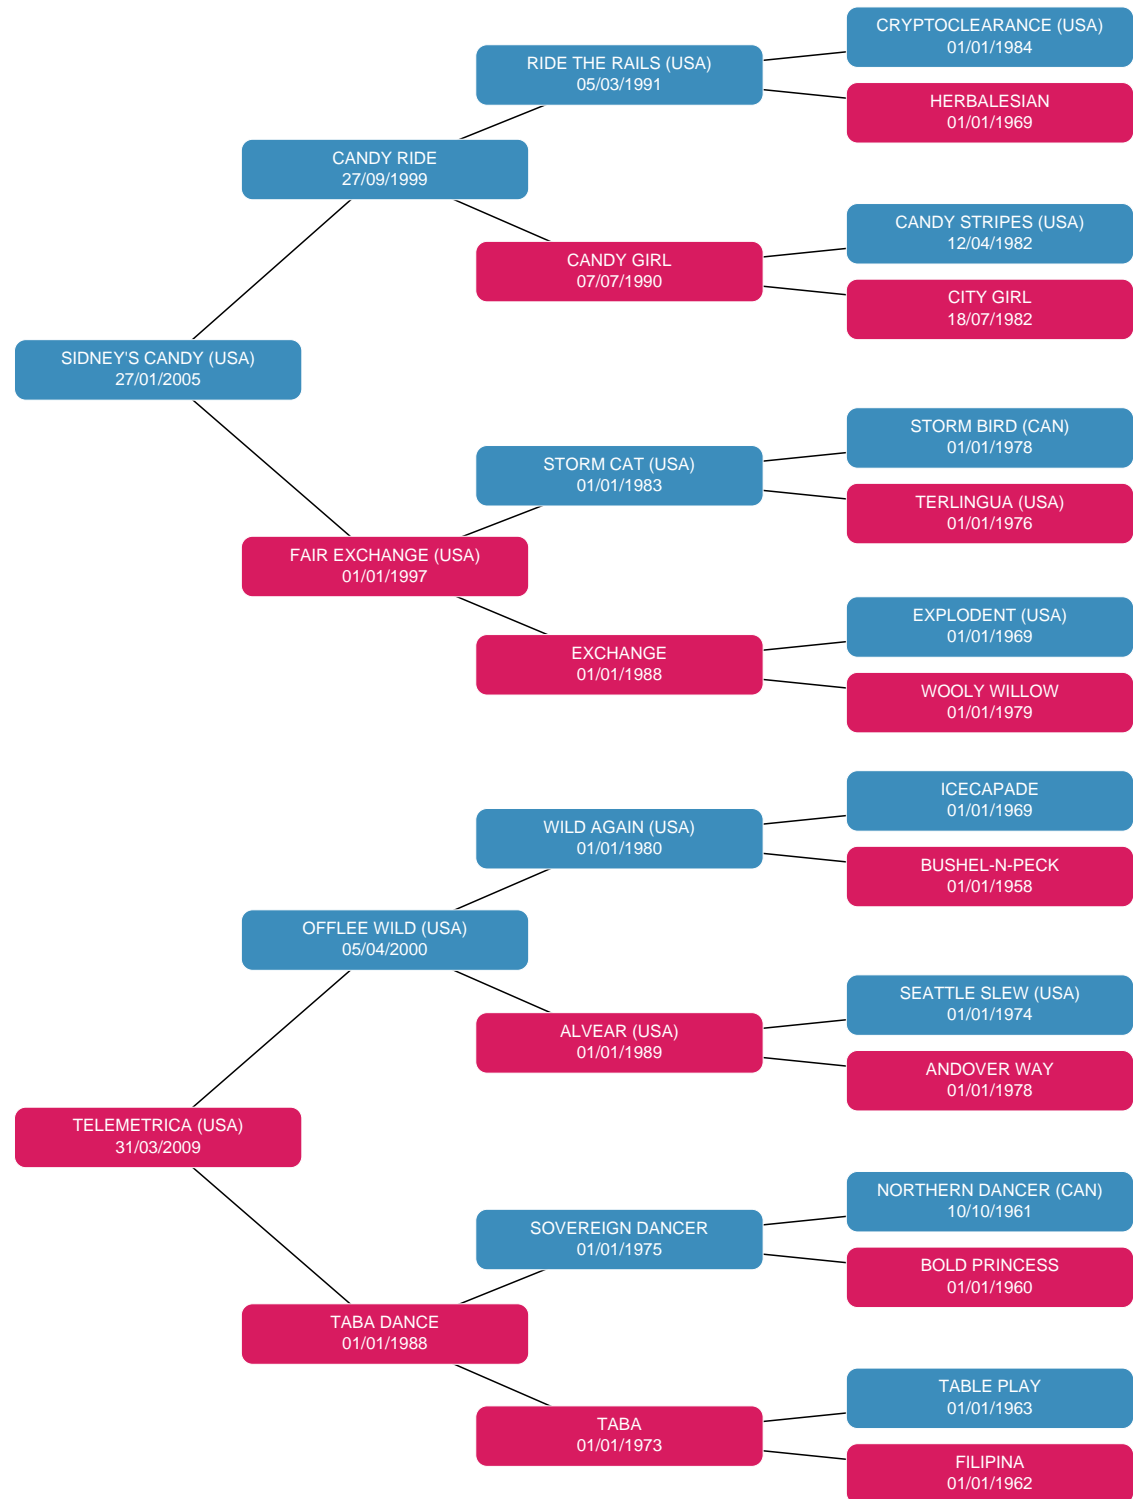 CRYPTOCLEARANCE (USA)
01/01/1984
RIDE THE RAILS (USA)
05/03/1991
HERBALESIAN
01/01/1969
CANDY RIDE
27/09/1999
CANDY STRIPES (USA)
12/04/1982
CANDY GIRL
07/07/1990
CITY GIRL
18/07/1982
SIDNEY'S CANDY (USA)
27/01/2005
STORM BIRD (CAN)
01/01/1978
STORM CAT (USA)
01/01/1983
TERLINGUA (USA)
01/01/1976
FAIR EXCHANGE (USA)
01/01/1997
EXPLODENT (USA)
01/01/1969
EXCHANGE
01/01/1988
WOOLY WILLOW
01/01/1979
ICECAPADE
01/01/1969
WILD AGAIN (USA)
01/01/1980
BUSHEL-N-PECK
01/01/1958
OFFLEE WILD (USA)
05/04/2000
SEATTLE SLEW (USA)
01/01/1974
ALVEAR (USA)
01/01/1989
ANDOVER WAY
01/01/1978
TELEMETRICA (USA)
31/03/2009
NORTHERN DANCER (CAN)
10/10/1961
SOVEREIGN DANCER
01/01/1975
BOLD PRINCESS
01/01/1960
TABA DANCE
01/01/1988
TABLE PLAY
01/01/1963
TABA
01/01/1973
FILIPINA
01/01/1962